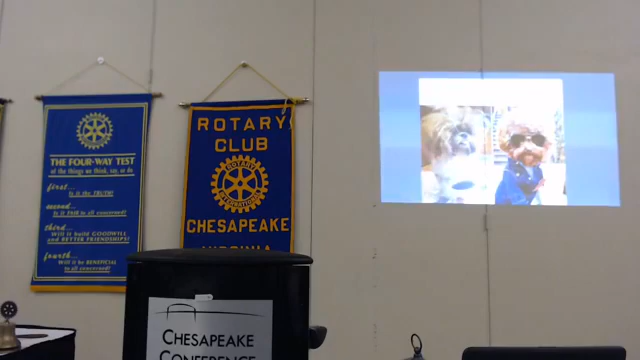 THE FOUR-WAY TEST
of the things we think, say, or do
first...
Is it the TRUTH?
second...
Is it FAIR to all concerned?
third...
Will it build GOODWILL
and BETTER FRIENDSHIPS?
fourth...
Will it be BENEFICIAL
to all concerned?
ROTARY
CLUB
ROTARY
INTERNATIONAL
CHESAPEAKE
VIRGINIA
CHESAPEAKE
CONFERENCE